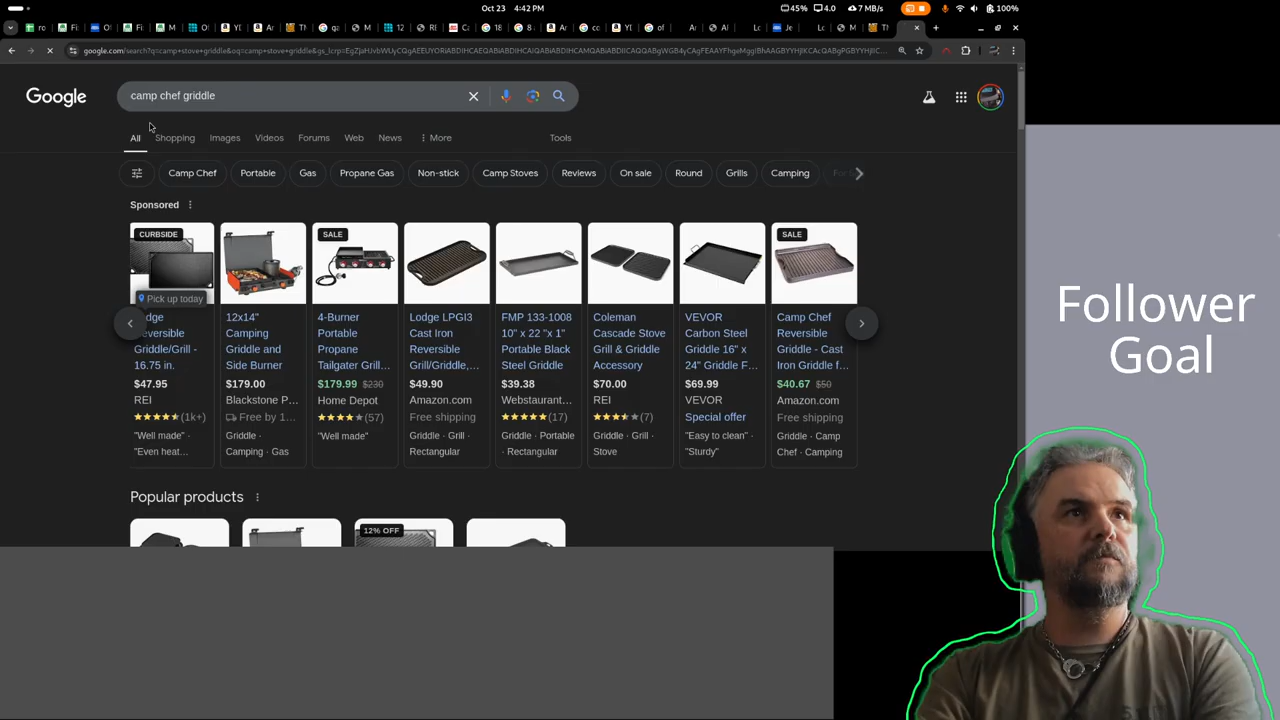 Oct 23 4:42 PM
45% 4.0 7 MB/s 100%
google.com/search?q=camp+stove+griddle&oq=camp+stove+griddle
Google
camp chef griddle
All Shopping Images Videos Forums Web News More Tools
Camp Chef Portable Gas Propane Gas Non-stick Camp Stoves Reviews On sale Round Grills Camping
Sponsored
CURBSIDE
Pick up today
Lodge
Reversible
Griddle/Grill -
16.75 in.
$47.95
REI
(1k+)
"Well made"
"Even heat…
12x14"
Camping
Griddle and
Side Burner
$179.00
Blackstone P…
Free by 1…
Griddle ·
Camping · Gas
SALE
4-Burner
Portable
Propane
Tailgater Grill…
$179.99 $230
Home Depot
(57)
"Well made"
Lodge LPGI3
Cast Iron
Reversible
Grill/Griddle,…
$49.90
Amazon.com
Free shipping
Griddle · Grill ·
Rectangular
FMP 133-1008
10" x 22 "x 1"
Portable Black
Steel Griddle
$39.38
Webstaurant…
(17)
Griddle · Portable
· Rectangular
Coleman
Cascade Stove
Grill & Griddle
Accessory
$70.00
REI
(7)
Griddle · Grill ·
Stove
VEVOR
Carbon Steel
Griddle 16" x
24" Griddle F…
$69.99
VEVOR
Special offer
"Easy to clean" ·
"Sturdy"
SALE
Camp Chef
Reversible
Griddle - Cast
Iron Griddle f…
$40.67 $50
Amazon.com
Free shipping
Griddle · Camp
Chef · Camping
Popular products
12% OFF
Follower
Goal